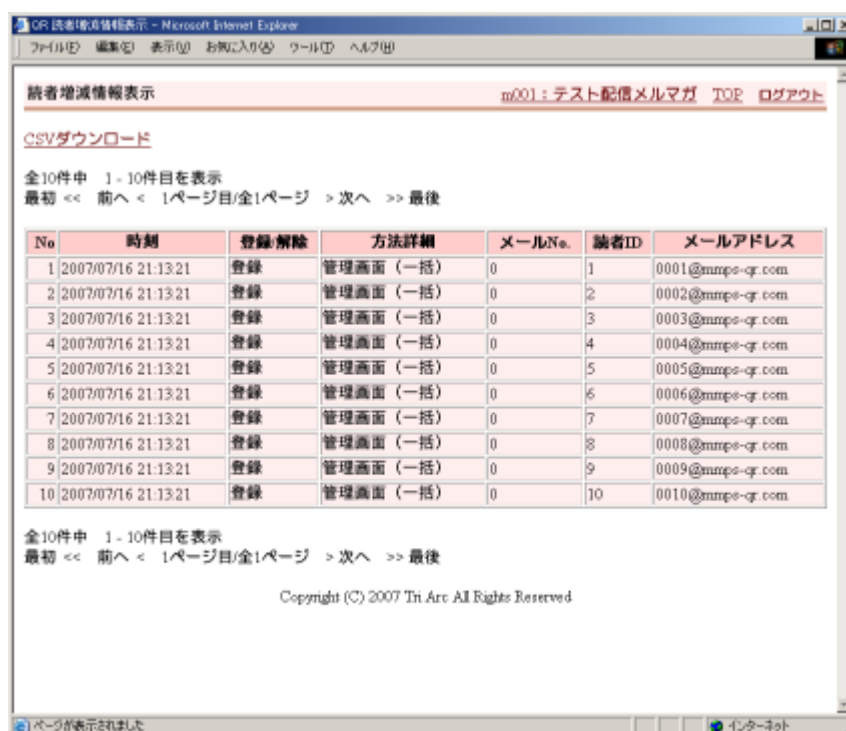 QR 読者増減情報表示 - Microsoft Internet Explorer
ファイル(F) 編集(E) 表示(V) お気に入り(A) ツール(T) ヘルプ(H)
読者増減情報表示 m001：テスト配信メルマガ TOP ログアウト
CSVダウンロード
全10件中 1 - 10件目を表示
最初 << 前へ < 1ページ目/全1ページ > 次へ >> 最後
No 時刻 登録/解除 方法詳細 メールNo. 読者ID メールアドレス
1 2007/07/16 21:13:21 登録 管理画面（一括） 0 1 0001@mmps-qr.com
2 2007/07/16 21:13:21 登録 管理画面（一括） 0 2 0002@mmps-qr.com
3 2007/07/16 21:13:21 登録 管理画面（一括） 0 3 0003@mmps-qr.com
4 2007/07/16 21:13:21 登録 管理画面（一括） 0 4 0004@mmps-qr.com
5 2007/07/16 21:13:21 登録 管理画面（一括） 0 5 0005@mmps-qr.com
6 2007/07/16 21:13:21 登録 管理画面（一括） 0 6 0006@mmps-qr.com
7 2007/07/16 21:13:21 登録 管理画面（一括） 0 7 0007@mmps-qr.com
8 2007/07/16 21:13:21 登録 管理画面（一括） 0 8 0008@mmps-qr.com
9 2007/07/16 21:13:21 登録 管理画面（一括） 0 9 0009@mmps-qr.com
10 2007/07/16 21:13:21 登録 管理画面（一括） 0 10 0010@mmps-qr.com
全10件中 1 - 10件目を表示
最初 << 前へ < 1ページ目/全1ページ > 次へ >> 最後
Copyright (C) 2007 Tri Arc All Rights Reserved
ページが表示されました インターネット